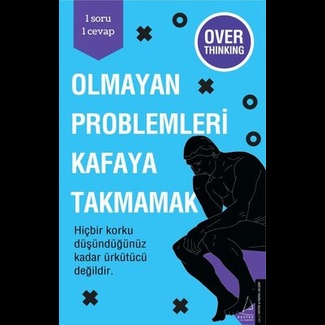 1 soru
1 cevap
OVER
THINKING
OLMAYAN
PROBLEMLERİ
KAFAYA
TAKMAMAK
Hiçbir korku
düşündüğünüz
kadar ürkütücü
değildir.